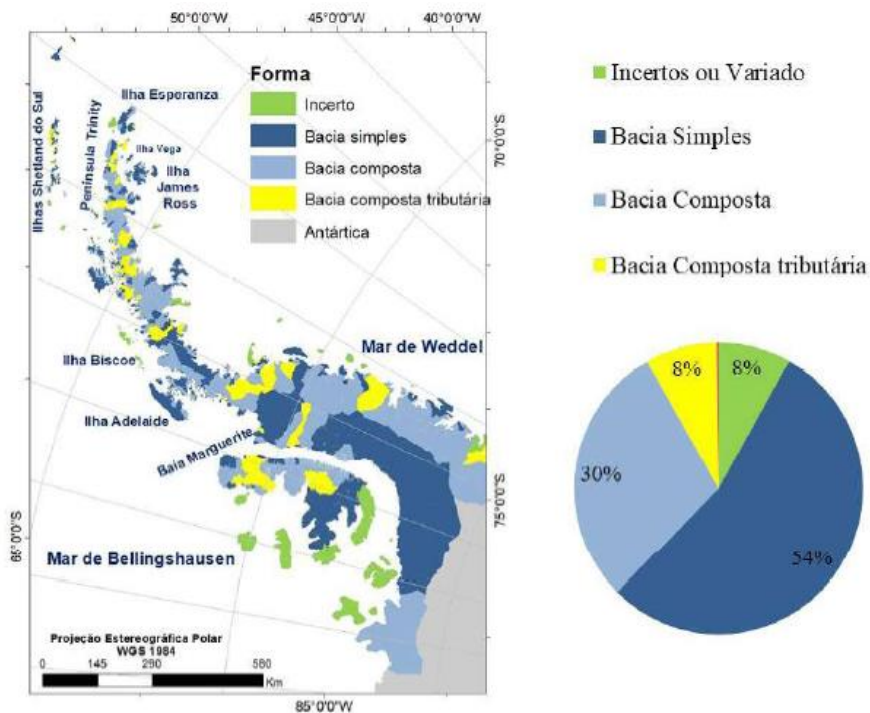 50°0'0"W
45°0'0"W
40°0'0"W
Forma
Incerto
Bacia simples
Bacia composta
Bacia composta tributária
Antártica
Ilha Esperanza
Ilha Vega
Ilha
James
Ross
Ilhas Shetland do Sul
Península Trinity
70°0'0"S
Mar de Weddel
Ilha Biscoe
Ilha Adelaide
Baía Marguerite
75°0'0"S
65°0'0"S
Mar de Bellingshausen
Projeção Estereográfica Polar
WGS 1984
0 145 290 580
Km
85°0'0"W
Incertos ou Variado
Bacia Simples
Bacia Composta
Bacia Composta tributária
8%
8%
30%
54%